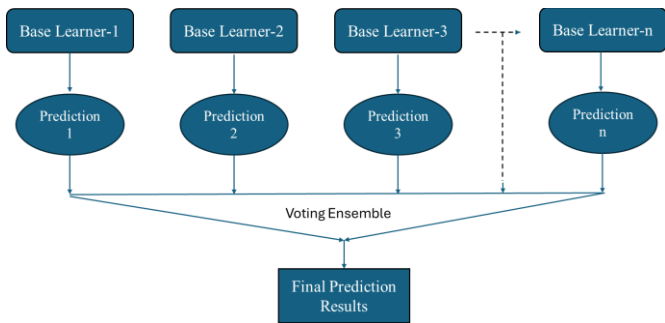 Base Learner-1
Base Learner-2
Base Learner-3
Base Learner-n
Prediction
1
Prediction
2
Prediction
3
Prediction
n
Voting Ensemble
Final Prediction
Results